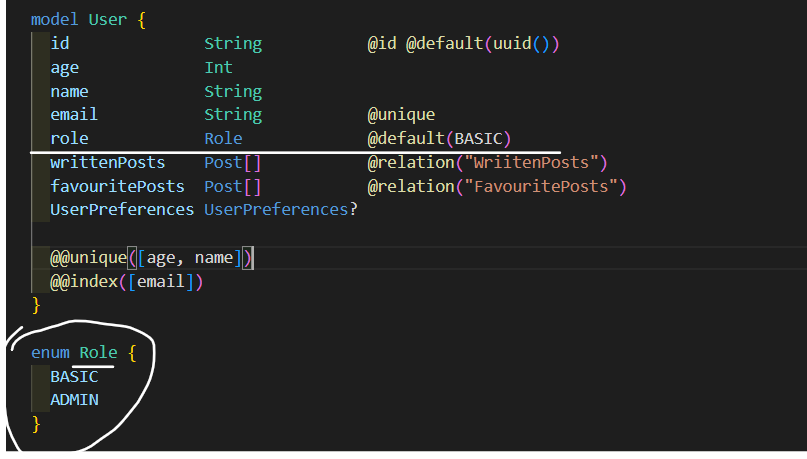 model User {
id String @id @default(uuid())
age Int
name String
email String @unique
role Role @default(BASIC)
writtenPosts Post[] @relation("WriitenPosts")
favouritePosts Post[] @relation("FavouritePosts")
UserPreferences UserPreferences?
@@unique([age, name])
@@index([email])
}
enum Role {
BASIC
ADMIN
}